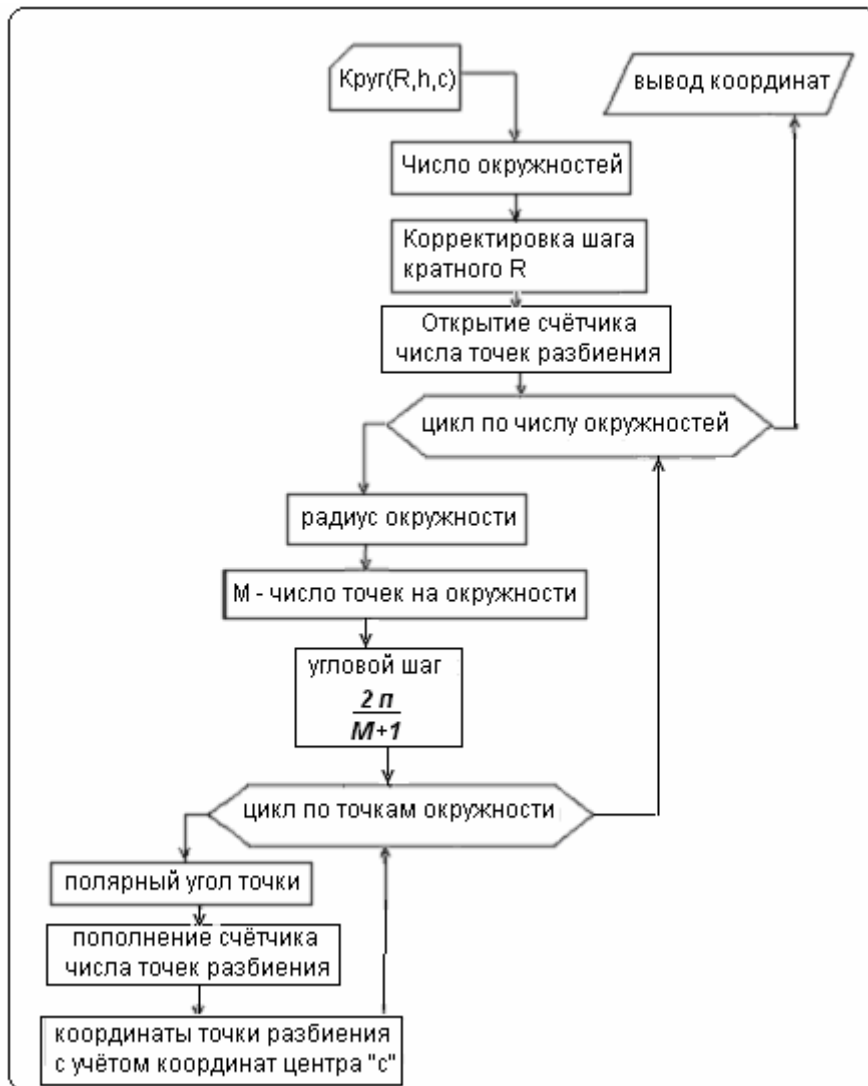 Круг(R,h,c)
вывод координат
Число окружностей
Корректировка шага
кратного R
Открытие счётчика
числа точек разбиения
цикл по числу окружностей
радиус окружности
М - число точек на окружности
угловой шаг
2 п
М+1
цикл по точкам окружности
полярный угол точки
пополнение счётчика
числа точек разбиения
координаты точки разбиения
с учётом координат центра "с"